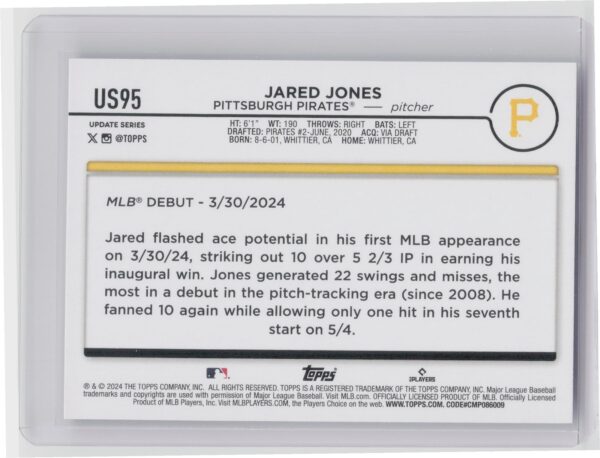 US95
JARED JONES
PITTSBURGH PIRATES® — pitcher
P
UPDATE SERIES
@TOPPS
HT: 6'1" WT: 190 THROWS: RIGHT BATS: LEFT
DRAFTED: PIRATES #2-JUNE, 2020 ACQ: VIA DRAFT
BORN: 8-6-01, WHITTIER, CA HOME: WHITTIER, CA
MLB® DEBUT - 3/30/2024
Jared flashed ace potential in his first MLB appearance
on 3/30/24, striking out 10 over 5 2/3 IP in earning his
inaugural win. Jones generated 22 swings and misses, the
most in a debut in the pitch-tracking era (since 2008). He
fanned 10 again while allowing only one hit in his seventh
start on 5/4.
Topps
PLAYERS
® & © 2024 THE TOPPS COMPANY, INC. ALL RIGHTS RESERVED. TOPPS IS A REGISTERED TRADEMARK OF THE TOPPS COMPANY, INC. Major League Baseball
trademarks and copyrights are used with permission of Major League Baseball. Visit MLB.com. OFFICIALLY LICENSED PRODUCT OF MLB. Officially Licensed
Product of MLB Players, Inc. Visit MLBPLAYERS.COM, the Players Choice on the web. WWW.TOPPS.COM. CODE#CMP086009